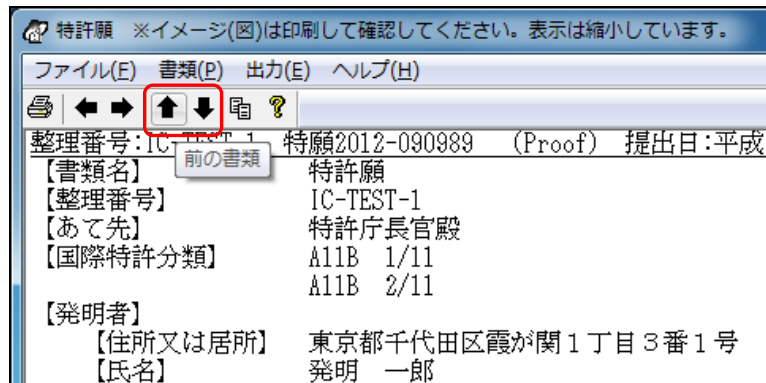 特許願　※イメージ(図)は印刷して確認してください。表示は縮小しています。
ファイル(F)　書類(P)　出力(E)　ヘルプ(H)
整理番号:IC-TEST-1　特願2012-090989　(Proof)　提出日:平成
前の書類
【書類名】　特許願
【整理番号】　IC-TEST-1
【あて先】　特許庁長官殿
【国際特許分類】　A11B　1/11
A11B　2/11
【発明者】
【住所又は居所】　東京都千代田区霞が関１丁目３番１号
【氏名】　発明　一郎